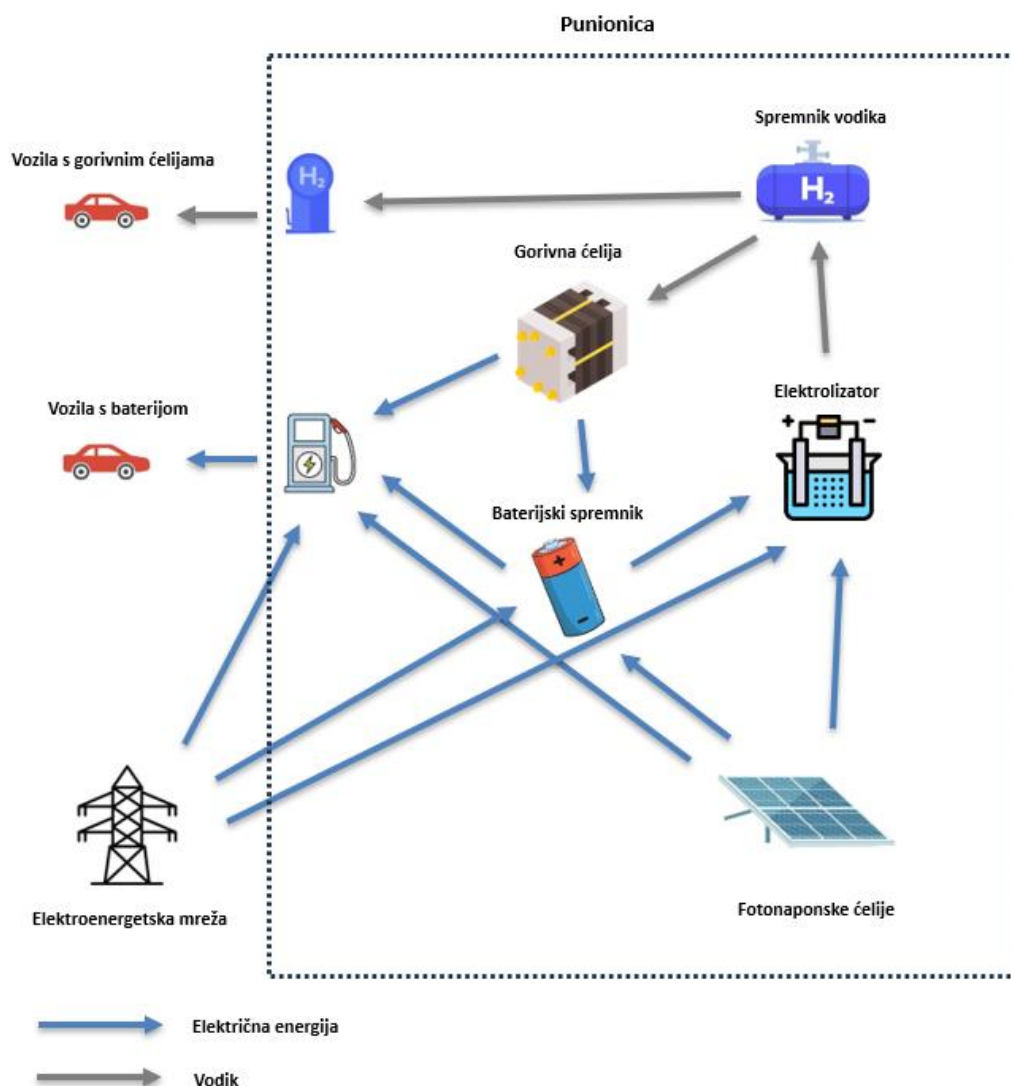 Punionica
Spremnik vodika
Vozila s gorivnim ćelijama
H₂
H₂
Gorivna ćelija
Elektrolizator
+ −
Vozila s baterijom
Baterijski spremnik
+
-
Elektroenergetska mreža
Fotonaponske ćelije
Električna energija
Vodik